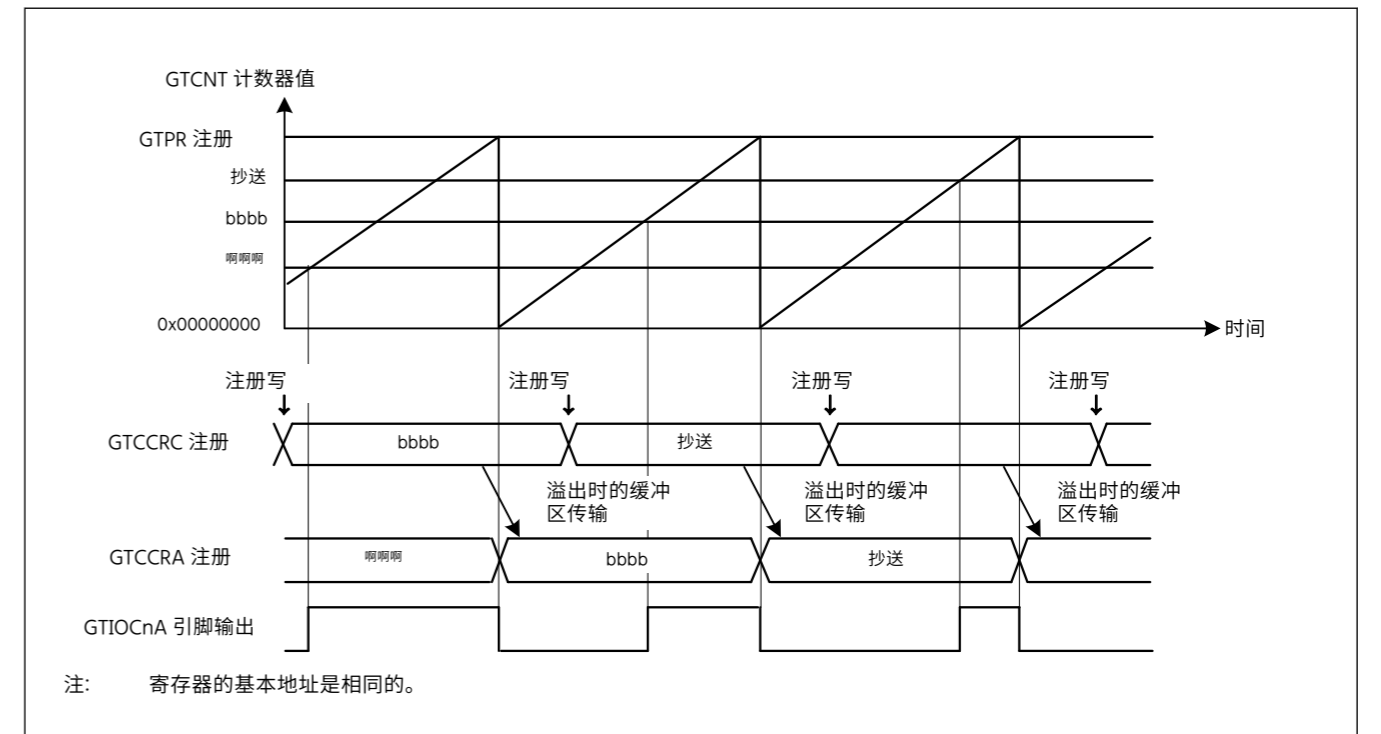 GTCNT 计数器值
GTPR 注册
抄送
bbbb
啊啊啊
0x00000000
时间
注册写 注册写 注册写 注册写
GTCCRC 注册 bbbb 抄送
溢出时的缓冲 溢出时的缓冲 溢出时的缓冲
区传输 区传输 区传输
GTCCRA 注册 啊啊啊 bbbb 抄送
GTIOCnA 引脚输出
注: 寄存器的基本地址是相同的。